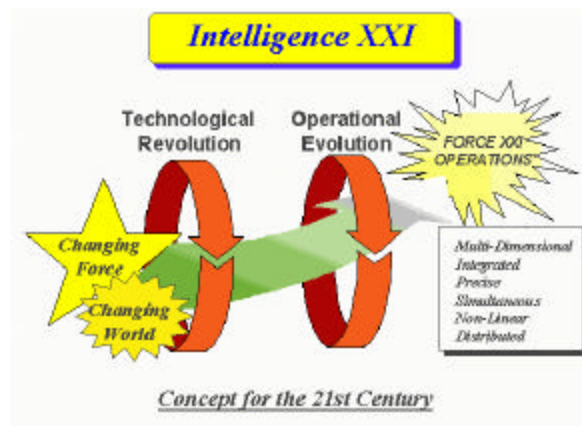 Intelligence XXI
Technological
Revolution
Operational
Evolution
FORCE XXI
OPERATIONS
Changing
Force
Changing
World
Multi-Dimensional
Integrated
Precise
Simultaneous
Non-Linear
Distributed
Concept for the 21st Century